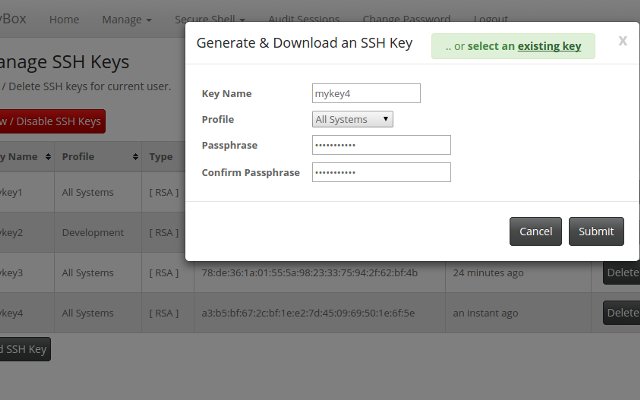 Box Home Manage Secure Shell Audit Sessions Change Password Logout
Generate & Download an SSH Key
.. or select an existing key
x
anage SSH Keys
/ Delete SSH keys for current user.
Key Name mykey4
w / Disable SSH Keys
Profile All Systems
Passphrase •••••••••••
y Name Profile Type
Confirm Passphrase •••••••••••
ykey1 All Systems [ RSA ]
ykey2 Development [ RSA ]
Cancel Submit
ykey3 All Systems [ RSA ] 78:de:36:1a:01:55:5a:98:23:33:75:94:2f:62:bf:4b 24 minutes ago Delete
ykey4 All Systems [ RSA ] a3:b5:bf:67:2c:bf:1e:e2:7d:45:09:69:50:1e:6f:5e an instant ago Delete
d SSH Key